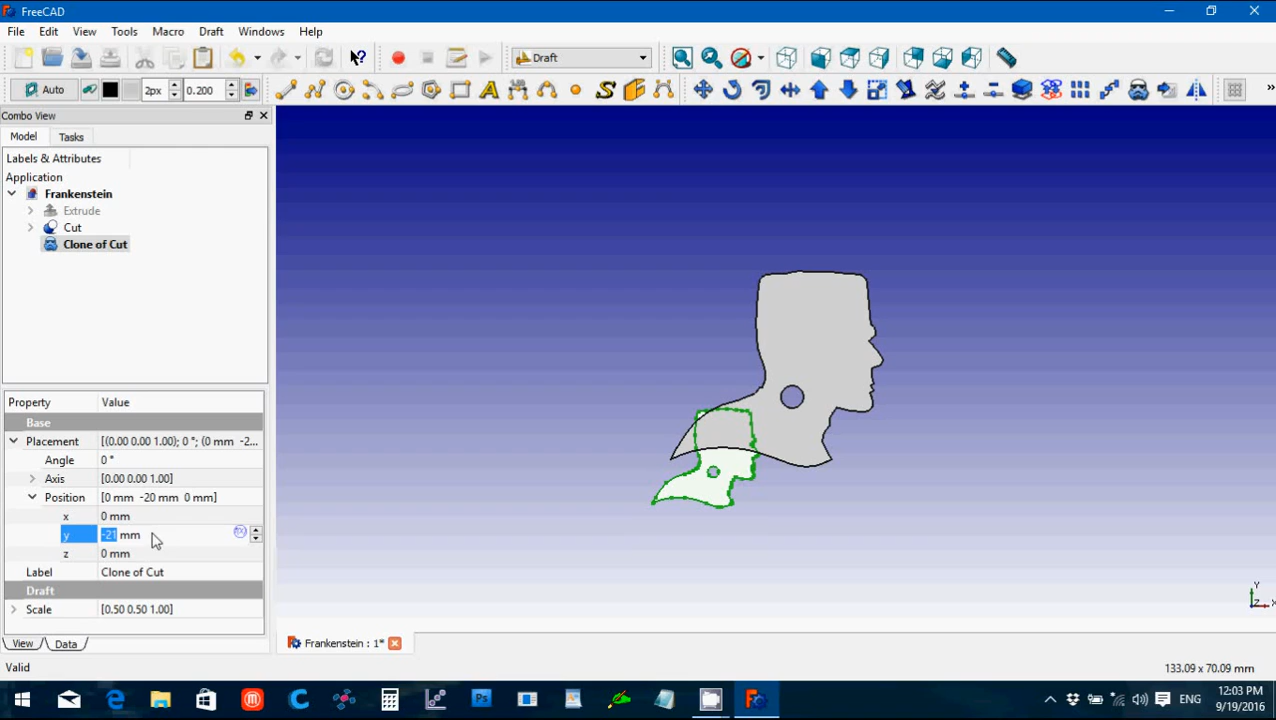 FreeCAD
File Edit View Tools Macro Draft Windows Help
Draft
Auto 2px 0.200 »
Combo View
Model Tasks
Labels & Attributes
Application
Frankenstein
Extrude
Cut
Clone of Cut
Property Value
Base
Placement [(0.00 0.00 1.00); 0 °; (0 mm -2...
Angle 0 °
Axis [0.00 0.00 1.00]
Position [0 mm -20 mm 0 mm]
x 0 mm
y -21 mm
z 0 mm
Label Clone of Cut
Draft
Scale [0.50 0.50 1.00]
Y
Z X
View Data
Frankenstein : 1*
Valid 133.09 x 70.09 mm
ENG 12:03 PM
9/19/2016